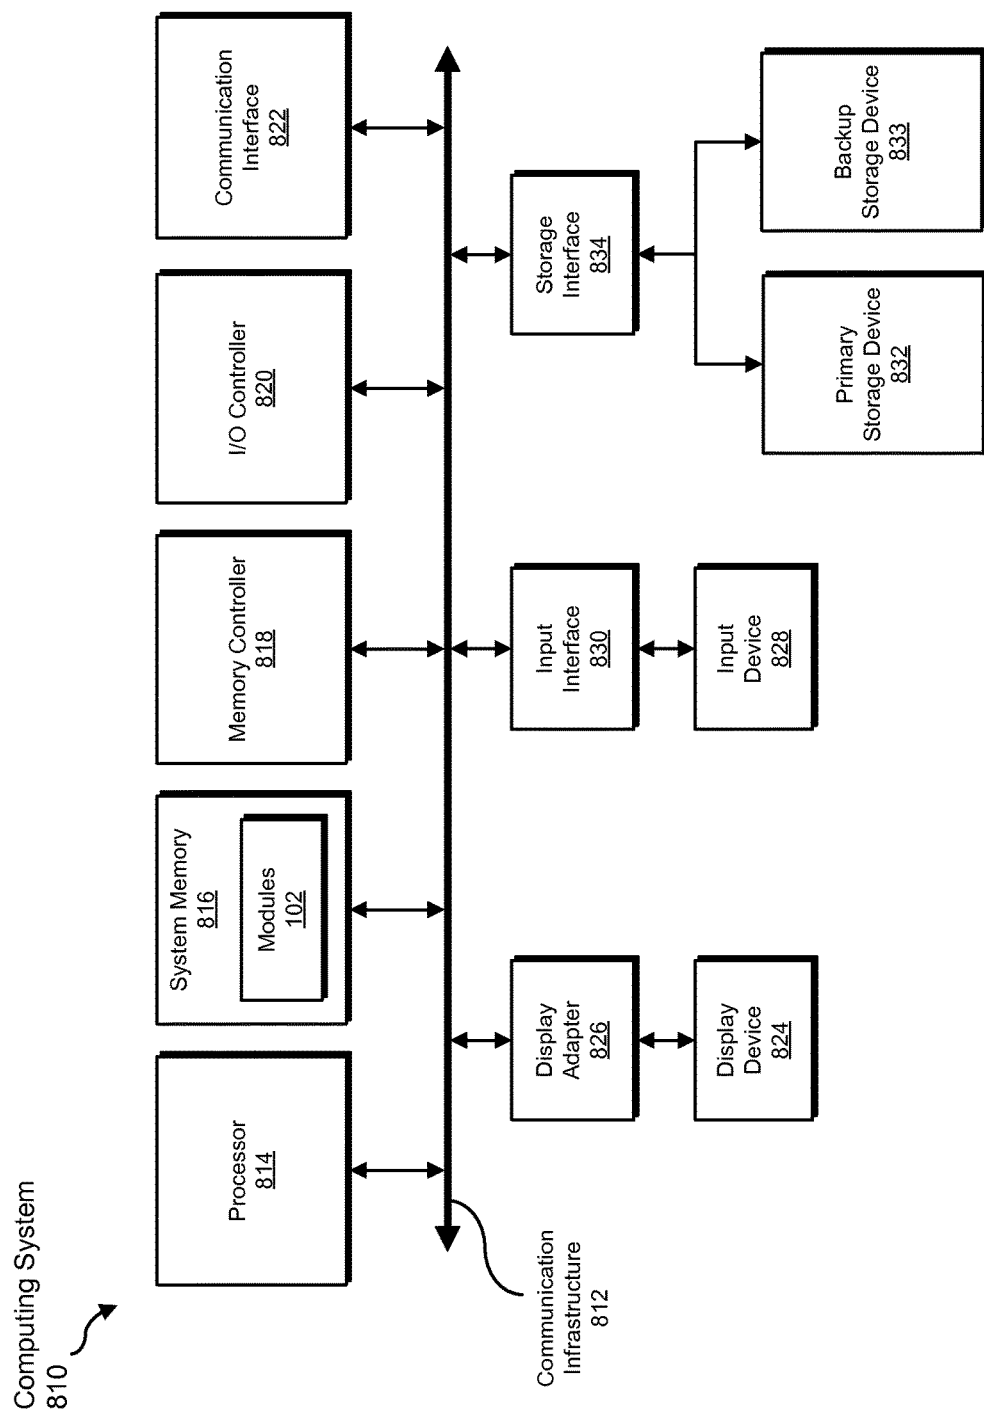 Computing System
810
Processor
814
System Memory
816
Modules
102
Memory Controller
818
I/O Controller
820
Communication
Interface
822
Communication
Infrastructure
812
Display
Adapter
826
Input
Interface
830
Storage
Interface
834
Display
Device
824
Input
Device
828
Primary
Storage Device
832
Backup
Storage Device
833